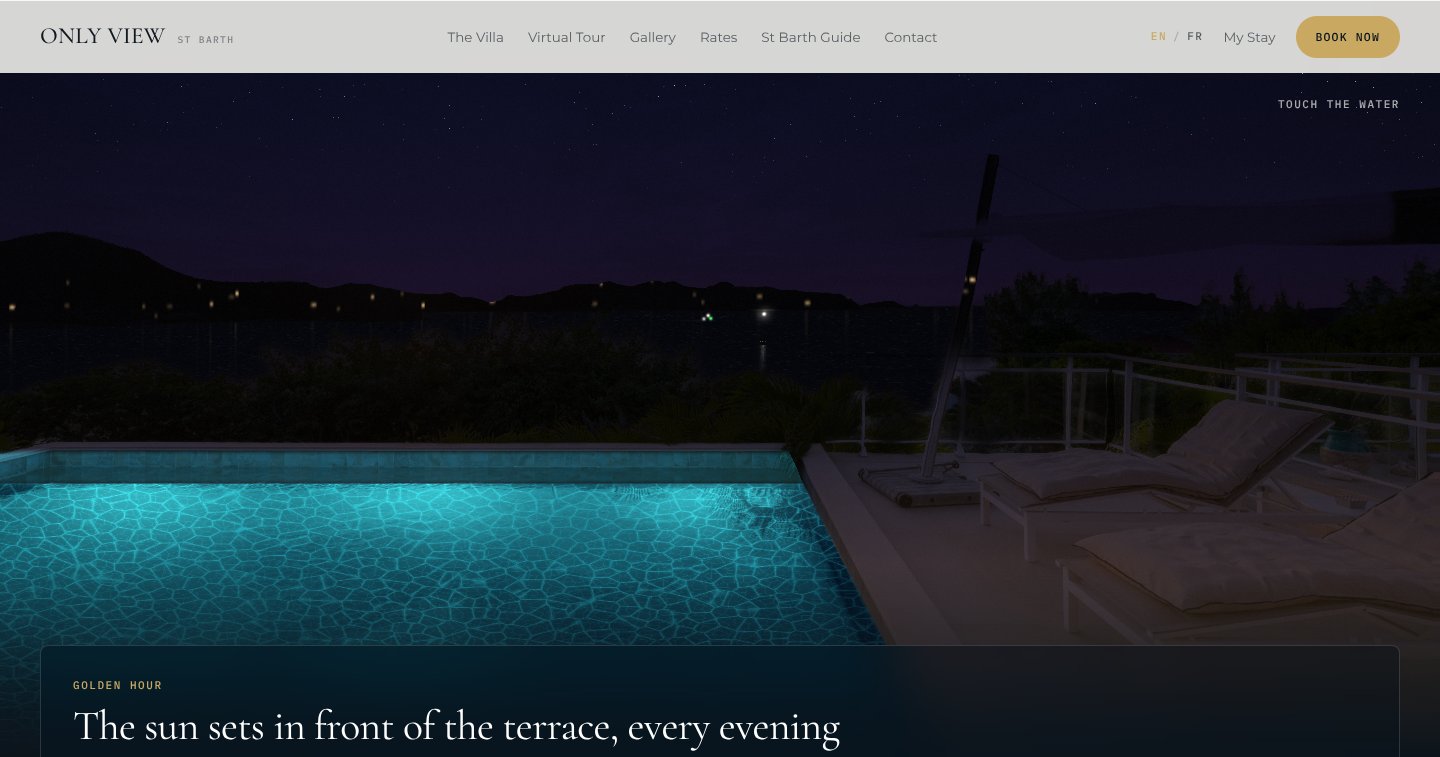 ONLY VIEW ST BARTH
The Villa Virtual Tour Gallery Rates St Barth Guide Contact
EN / FR My Stay BOOK NOW
TOUCH THE WATER
GOLDEN HOUR
The sun sets in front of the terrace, every evening